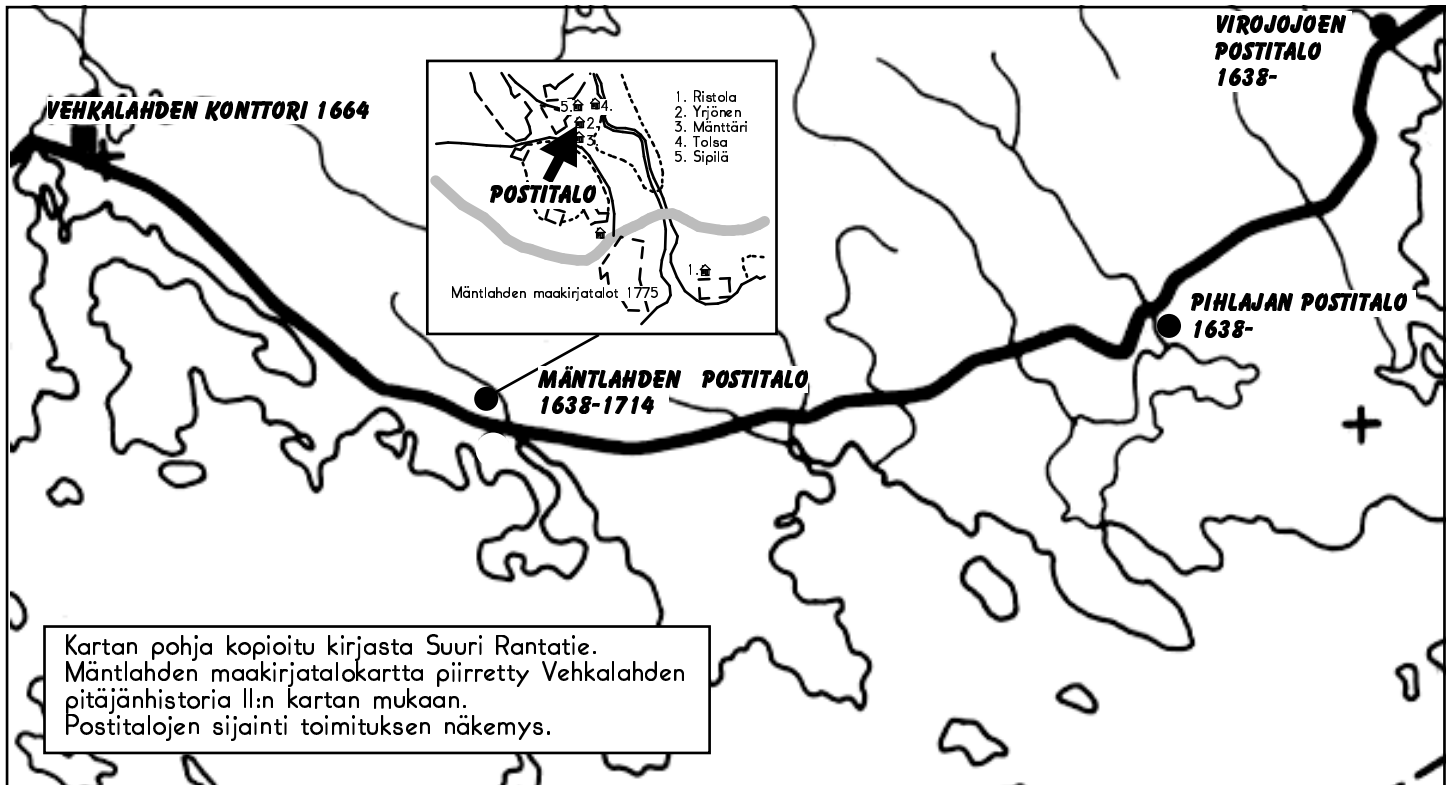 VIROJOJOEN
POSTITALO
1638-
VEHKALAHDEN KONTTORI 1664
5.
4.
2.
3.
1. Ristola
2. Yrjönen
3. Mänttäri
4. Tolsa
5. Sipilä
POSTITALO
1.
Mäntlahden maakirjatalot 1775
PIHLAJAN POSTITALO
1638-
MÄNTLAHDEN POSTITALO
1638-1714
Kartan pohja kopioitu kirjasta Suuri Rantatie.
Mäntlahden maakirjatalokartta piirretty Vehkalahden
pitäjänhistoria II:n kartan mukaan.
Postitalojen sijainti toimituksen näkemys.